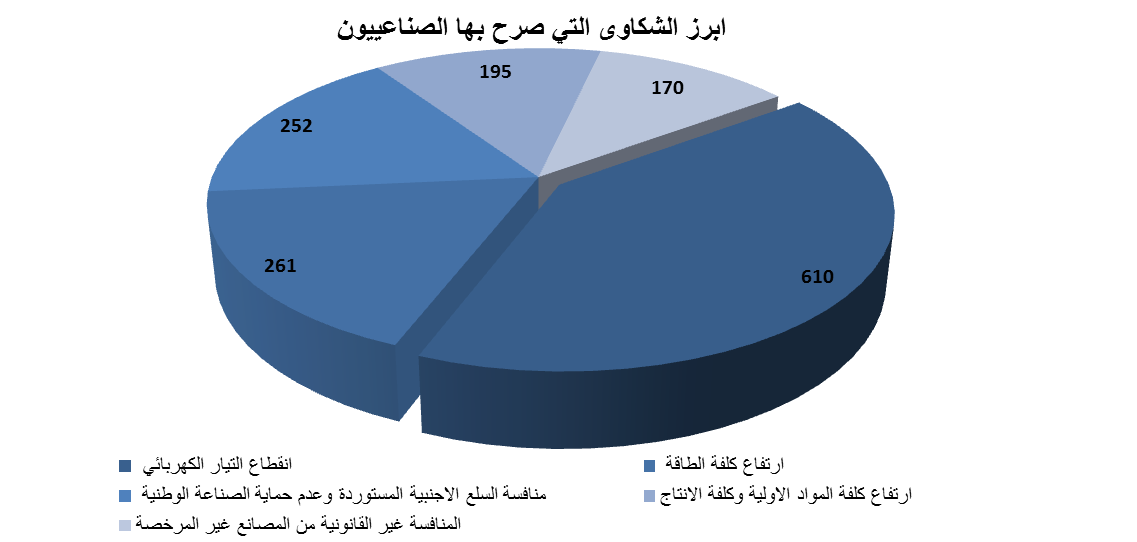 ابرز الشكاوى التي صرح بها الصناعييون
195
170
252
261
610
انقطاع التيار الكهربائي
ارتفاع كلفة الطاقة
منافسة السلع الاجنبية المستوردة وعدم حماية الصناعة الوطنية
ارتفاع كلفة المواد الاولية وكلفة الانتاج
المنافسة غير القانونية من المصانع غير المرخصة